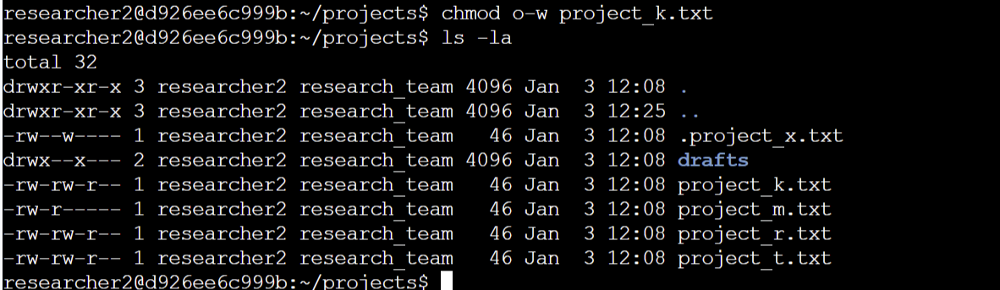 researcher2@d926ee6c999b:~/projects$ chmod o-w project_k.txt
researcher2@d926ee6c999b:~/projects$ ls -la
total 32
drwxr-xr-x 3 researcher2 research_team 4096 Jan  3 12:08 .
drwxr-xr-x 3 researcher2 research_team 4096 Jan  3 12:25 ..
-rw--w---- 1 researcher2 research_team   46 Jan  3 12:08 .project_x.txt
drwx--x--- 2 researcher2 research_team 4096 Jan  3 12:08 drafts
-rw-rw-r-- 1 researcher2 research_team   46 Jan  3 12:08 project_k.txt
-rw-r----- 1 researcher2 research_team   46 Jan  3 12:08 project_m.txt
-rw-rw-r-- 1 researcher2 research_team   46 Jan  3 12:08 project_r.txt
-rw-rw-r-- 1 researcher2 research_team   46 Jan  3 12:08 project_t.txt
researcher2@d926ee6c999b:~/projects$